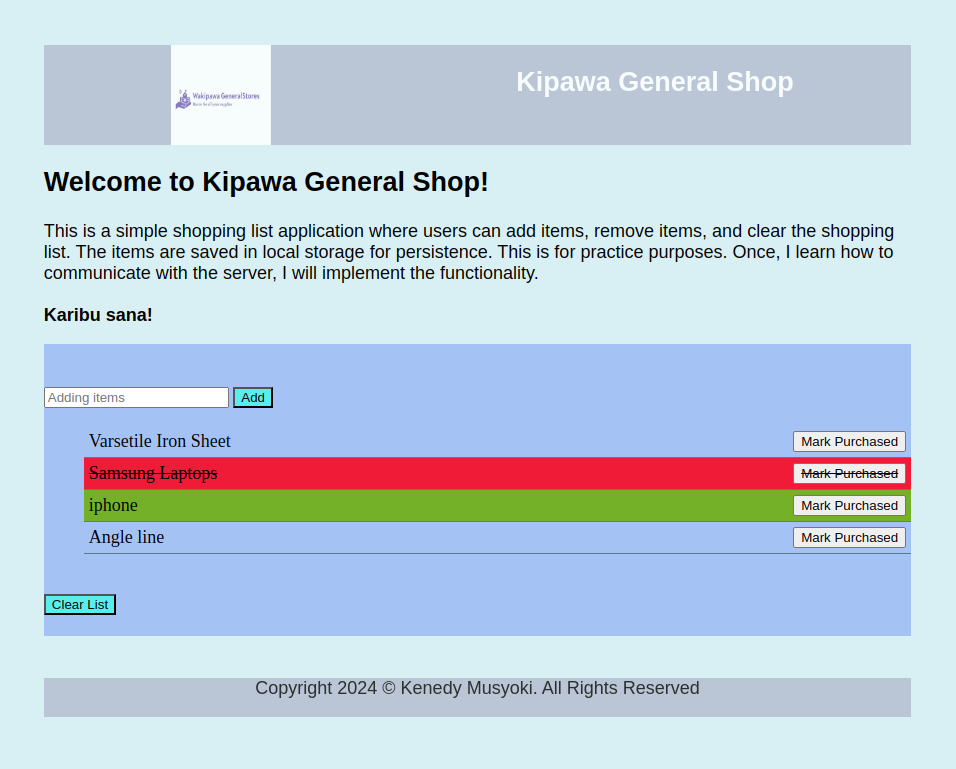 Wakipawa GeneralStores
Kipawa General Shop
Welcome to Kipawa General Shop!
This is a simple shopping list application where users can add items, remove items, and clear the shopping
list. The items are saved in local storage for persistence. This is for practice purposes. Once, I learn how to
communicate with the server, I will implement the functionality.
Karibu sana!
Adding items Add
Varsetile Iron Sheet Mark Purchased
Samsung Laptops Mark Purchased
iphone Mark Purchased
Angle line Mark Purchased
Clear List
Copyright 2024 © Kenedy Musyoki. All Rights Reserved